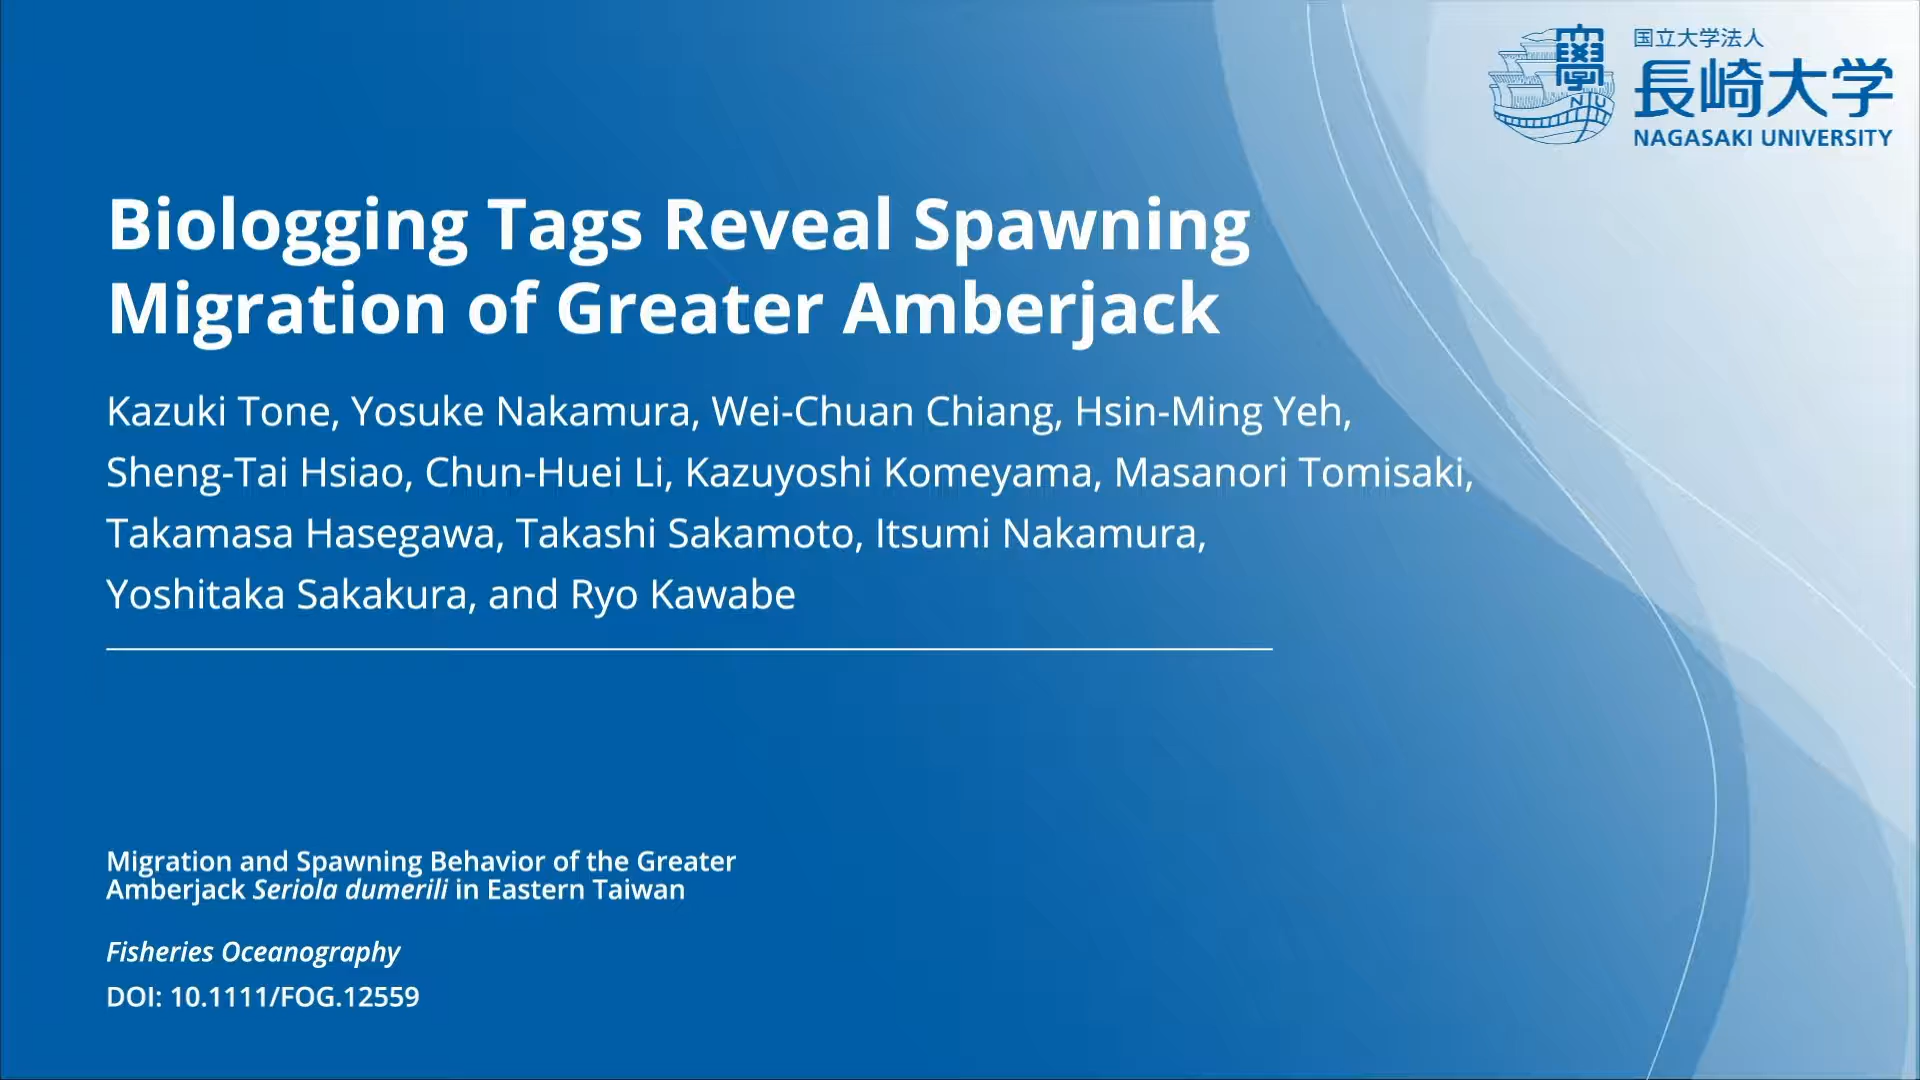 国立大学法人
長崎大学
NAGASAKI UNIVERSITY
學
NU
Biologging Tags Reveal Spawning
Migration of Greater Amberjack
Kazuki Tone, Yosuke Nakamura, Wei-Chuan Chiang, Hsin-Ming Yeh,
Sheng-Tai Hsiao, Chun-Huei Li, Kazuyoshi Komeyama, Masanori Tomisaki,
Takamasa Hasegawa, Takashi Sakamoto, Itsumi Nakamura,
Yoshitaka Sakakura, and Ryo Kawabe
Migration and Spawning Behavior of the Greater
Amberjack Seriola dumerili in Eastern Taiwan
Fisheries Oceanography
DOI: 10.1111/FOG.12559